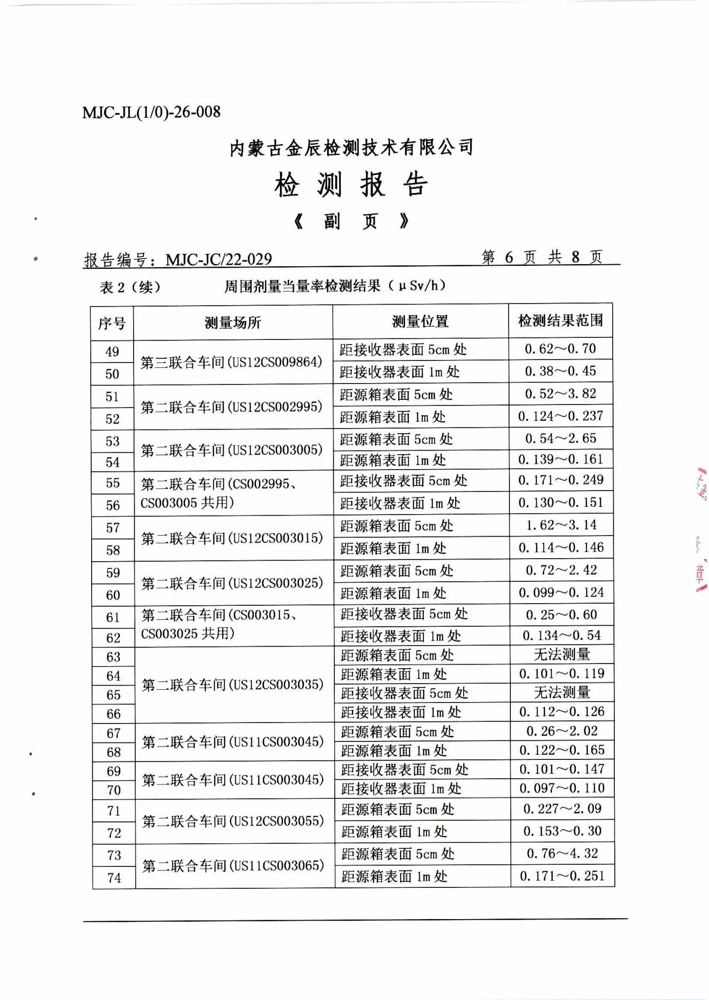 MJC-JL(1/0)-26-008
内蒙古金辰检测技术有限公司
检测报告
《 副 页 》
报告编号：MJC-JC/22-029 第 6 页 共 8 页
表 2（续） 周围剂量当量率检测结果（μSv/h）
序号 测量场所 测量位置 检测结果范围
49 第三联合车间(US12CS009864) 距接收器表面 5cm 处 0.62～0.70
50 距接收器表面 1m 处 0.38～0.45
51 第二联合车间(US12CS002995) 距源箱表面 5cm 处 0.52～3.82
52 距源箱表面 1m 处 0.124～0.237
53 第二联合车间(US12CS003005) 距源箱表面 5cm 处 0.54～2.65
54 距源箱表面 1m 处 0.139～0.161
55 第二联合车间(CS002995、 距接收器表面 5cm 处 0.171～0.249
56 CS003005 共用) 距接收器表面 1m 处 0.130～0.151
57 第二联合车间(US12CS003015) 距源箱表面 5cm 处 1.62～3.14
58 距源箱表面 1m 处 0.114～0.146
59 第二联合车间(US12CS003025) 距源箱表面 5cm 处 0.72～2.42
60 距源箱表面 1m 处 0.099～0.124
61 第二联合车间(CS003015、 距接收器表面 5cm 处 0.25～0.60
62 CS003025 共用) 距接收器表面 1m 处 0.134～0.54
63 第二联合车间(US12CS003035) 距源箱表面 5cm 处 无法测量
64 距源箱表面 1m 处 0.101～0.119
65 距接收器表面 5cm 处 无法测量
66 距接收器表面 1m 处 0.112～0.126
67 第二联合车间(US11CS003045) 距源箱表面 5cm 处 0.26～2.02
68 距源箱表面 1m 处 0.122～0.165
69 第二联合车间(US11CS003045) 距接收器表面 5cm 处 0.101～0.147
70 距接收器表面 1m 处 0.097～0.110
71 第二联合车间(US12CS003055) 距源箱表面 5cm 处 0.227～2.09
72 距源箱表面 1m 处 0.153～0.30
73 第二联合车间(US11CS003065) 距源箱表面 5cm 处 0.76～4.32
74 距源箱表面 1m 处 0.171～0.251
章